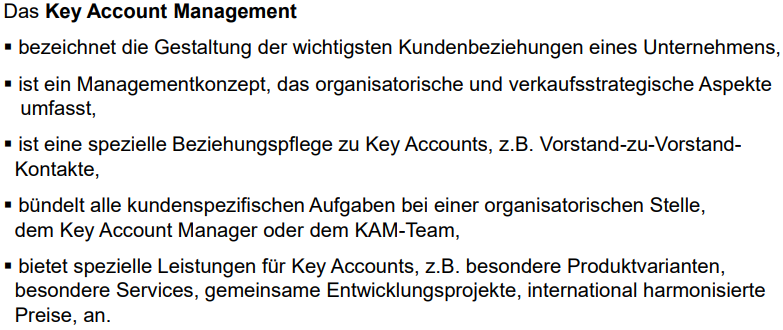 Das Key Account Management
▪ bezeichnet die Gestaltung der wichtigsten Kundenbeziehungen eines Unternehmens,
▪ ist ein Managementkonzept, das organisatorische und verkaufsstrategische Aspekte
umfasst,
▪ ist eine spezielle Beziehungspflege zu Key Accounts, z.B. Vorstand-zu-Vorstand-
Kontakte,
▪ bündelt alle kundenspezifischen Aufgaben bei einer organisatorischen Stelle,
dem Key Account Manager oder dem KAM-Team,
▪ bietet spezielle Leistungen für Key Accounts, z.B. besondere Produktvarianten,
besondere Services, gemeinsame Entwicklungsprojekte, international harmonisierte
Preise, an.